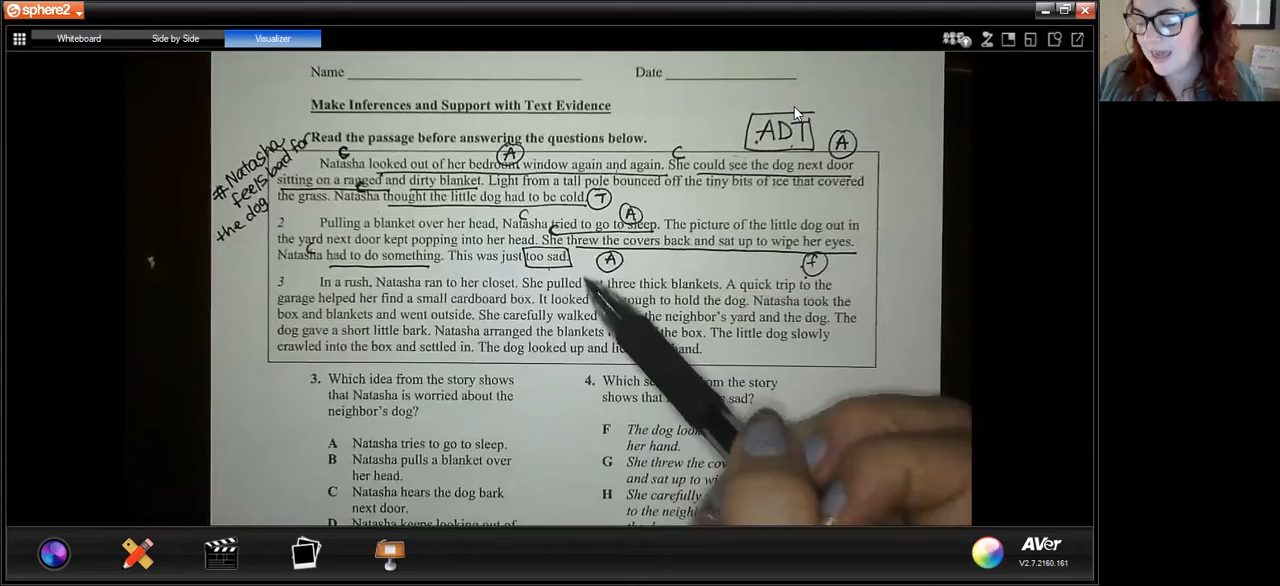 sphere2
Whiteboard Side by Side Visualizer
Name Date
Make Inferences and Support with Text Evidence
ADT
A
Read the passage before answering the questions below.
#Natasha
feels bad for
the dog
C A C
Natasha looked out of her bedroom window again and again. She could see the dog next door
sitting on a ragged and dirty blanket. Light from a tall pole bounced off the tiny bits of ice that covered
the grass. Natasha thought the little dog had to be cold. T
C A
2 Pulling a blanket over her head, Natasha tried to go to sleep. The picture of the little dog out in
the yard next door kept popping into her head. She threw the covers back and sat up to wipe her eyes.
C
Natasha had to do something. This was just too sad. A f
3 In a rush, Natasha ran to her closet. She pulled three thick blankets. A quick trip to the
garage helped her find a small cardboard box. It looked to hold the dog. Natasha took the
box and blankets and went outside. She carefully walked the neighbor's yard and the dog. The
dog gave a short little bark. Natasha arranged the blankets the box. The little dog slowly
crawled into the box and settled in. The dog looked up and hand.
3. Which idea from the story shows
that Natasha is worried about the
neighbor's dog?
A Natasha tries to go to sleep.
B Natasha pulls a blanket over
her head.
C Natasha hears the dog bark
next door.
D Natasha keeps looking out of
4. Which from the story
shows that sad?
F The dog
her hand.
G She threw the
and sat up to
H She carefully
to the
AVer
V2.7.2160.161